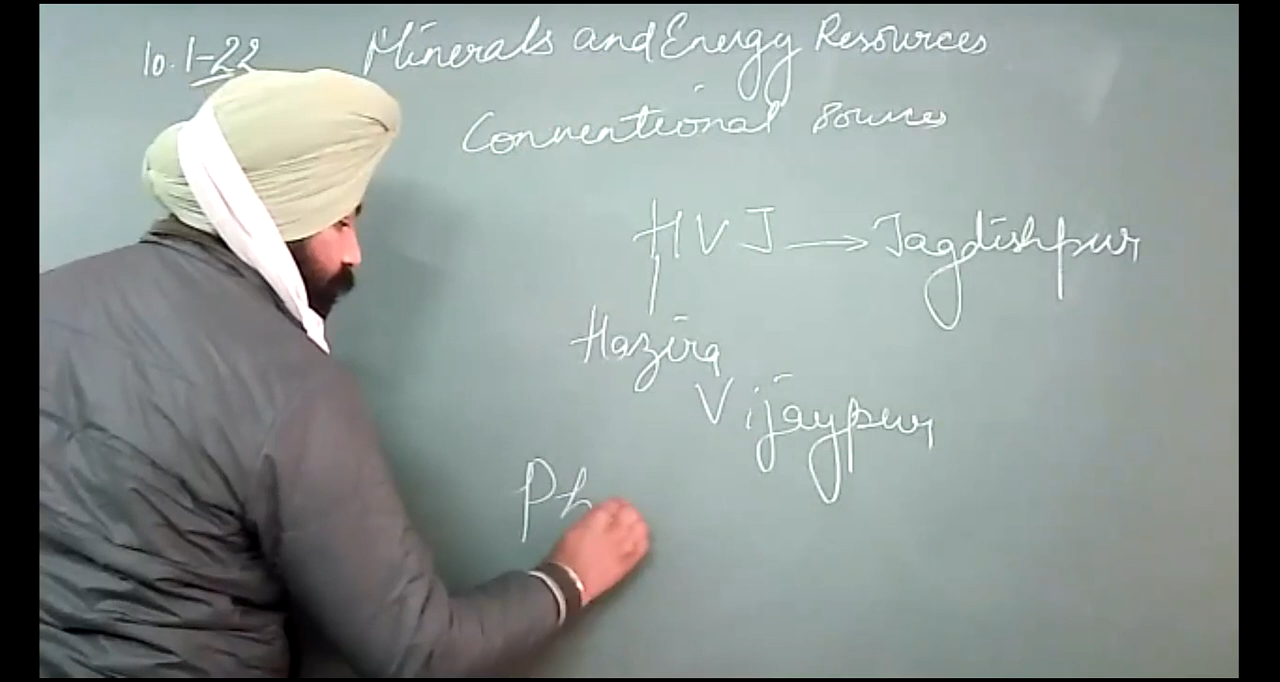 10.1-22
Minerals and Energy Resources
Conventional sources
HVJ → Jagdishpur
Hazira
Vijaypur
Ph